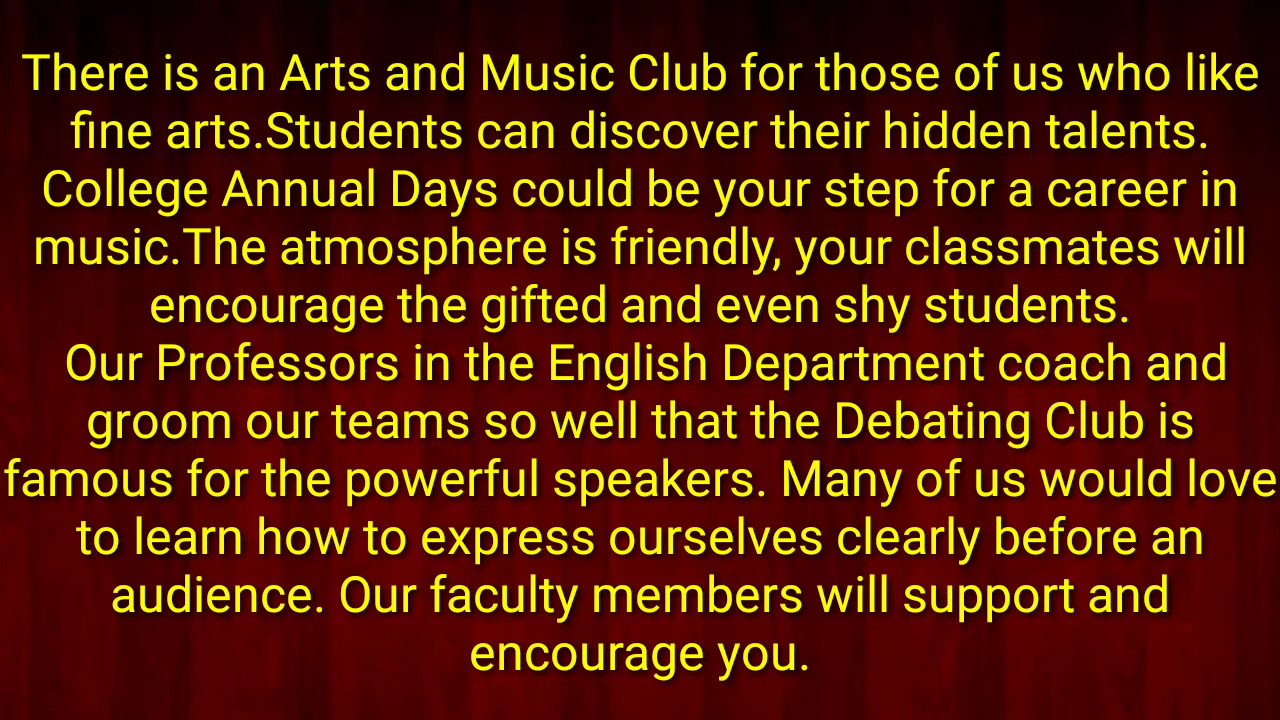 There is an Arts and Music Club for those of us who like
fine arts.Students can discover their hidden talents.
College Annual Days could be your step for a career in
music.The atmosphere is friendly, your classmates will
encourage the gifted and even shy students.
Our Professors in the English Department coach and
groom our teams so well that the Debating Club is
famous for the powerful speakers. Many of us would love
to learn how to express ourselves clearly before an
audience. Our faculty members will support and
encourage you.